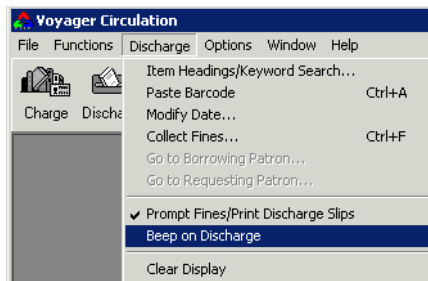 Voyager Circulation
File Functions Discharge Options Window Help
Item Headings/Keyword Search...
Paste Barcode Ctrl+A
Charge
Modify Date...
Collect Fines... Ctrl+F
Go to Borrowing Patron...
Go to Requesting Patron...
Prompt Fines/Print Discharge Slips
Beep on Discharge
Clear Display